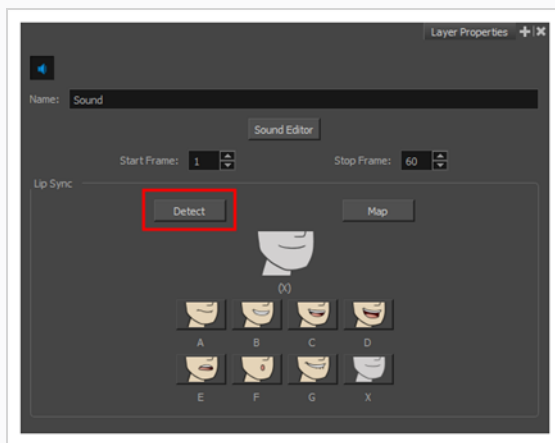 Layer Properties
Name: Sound
Sound Editor
Start Frame: 1 Stop Frame: 60
Lip Sync
Detect Map
(X)
A B C D
E F G X